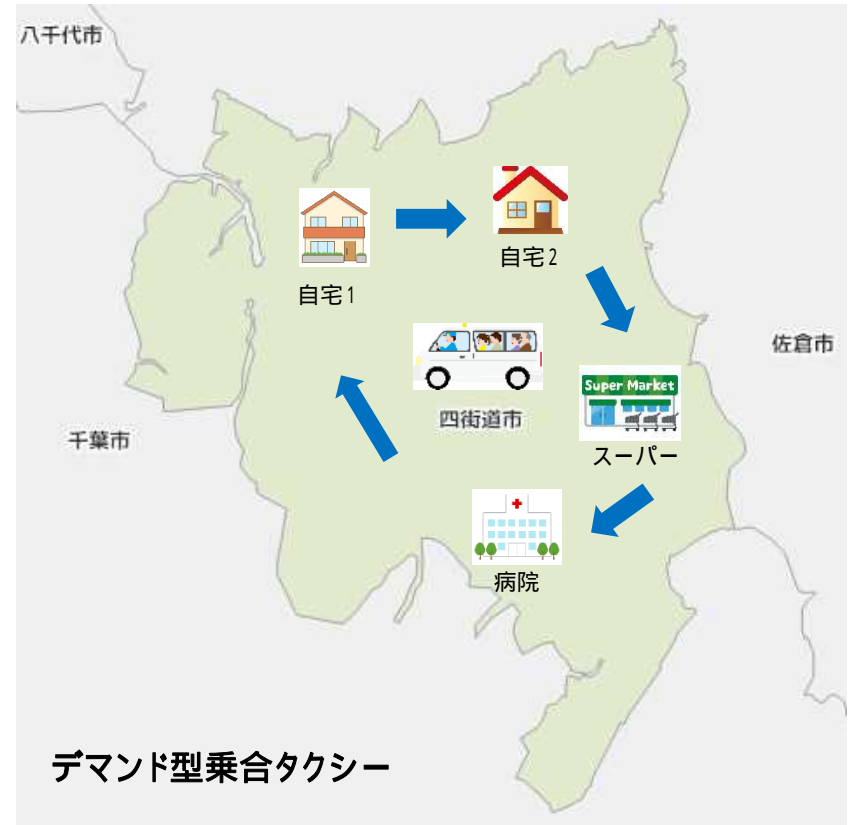 八千代市
自宅1
自宅2
佐倉市
Super Market
四街道市
千葉市
スーパー
病院
デマンド型乗合タクシー